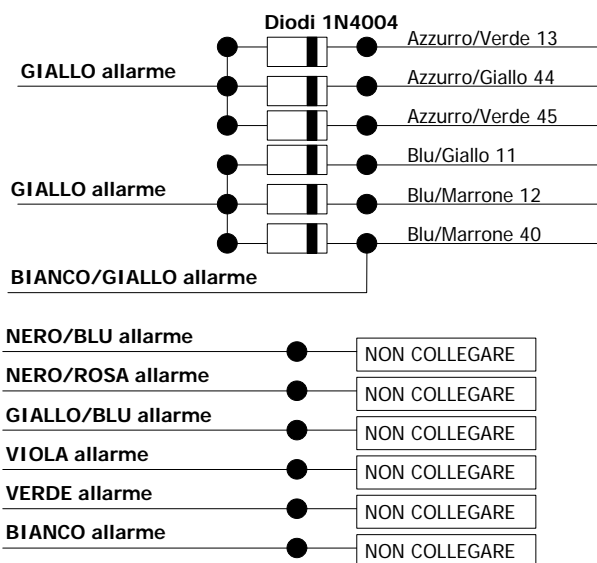 Diodi 1N4004
Azzurro/Verde 13
GIALLO allarme
Azzurro/Giallo 44
Azzurro/Verde 45
Blu/Giallo 11
GIALLO allarme
Blu/Marrone 12
Blu/Marrone 40
BIANCO/GIALLO allarme
NERO/BLU allarme
NON COLLEGARE
NERO/ROSA allarme
NON COLLEGARE
GIALLO/BLU allarme
NON COLLEGARE
VIOLA allarme
NON COLLEGARE
VERDE allarme
NON COLLEGARE
BIANCO allarme
NON COLLEGARE